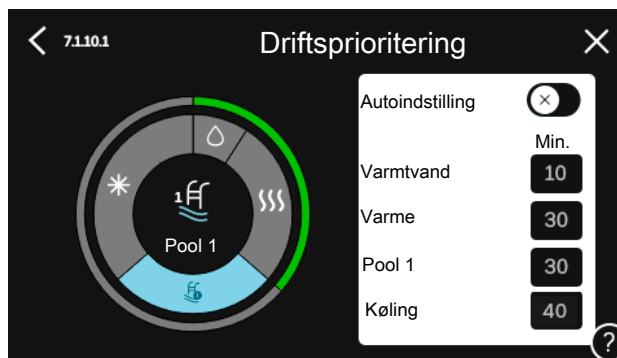 7.1.10.1
Driftsprioritering
Autoindstilling
Min.
Varmtvand 10
Varme 30
Pool 1 30
Køling 40
1
Pool 1
1
?